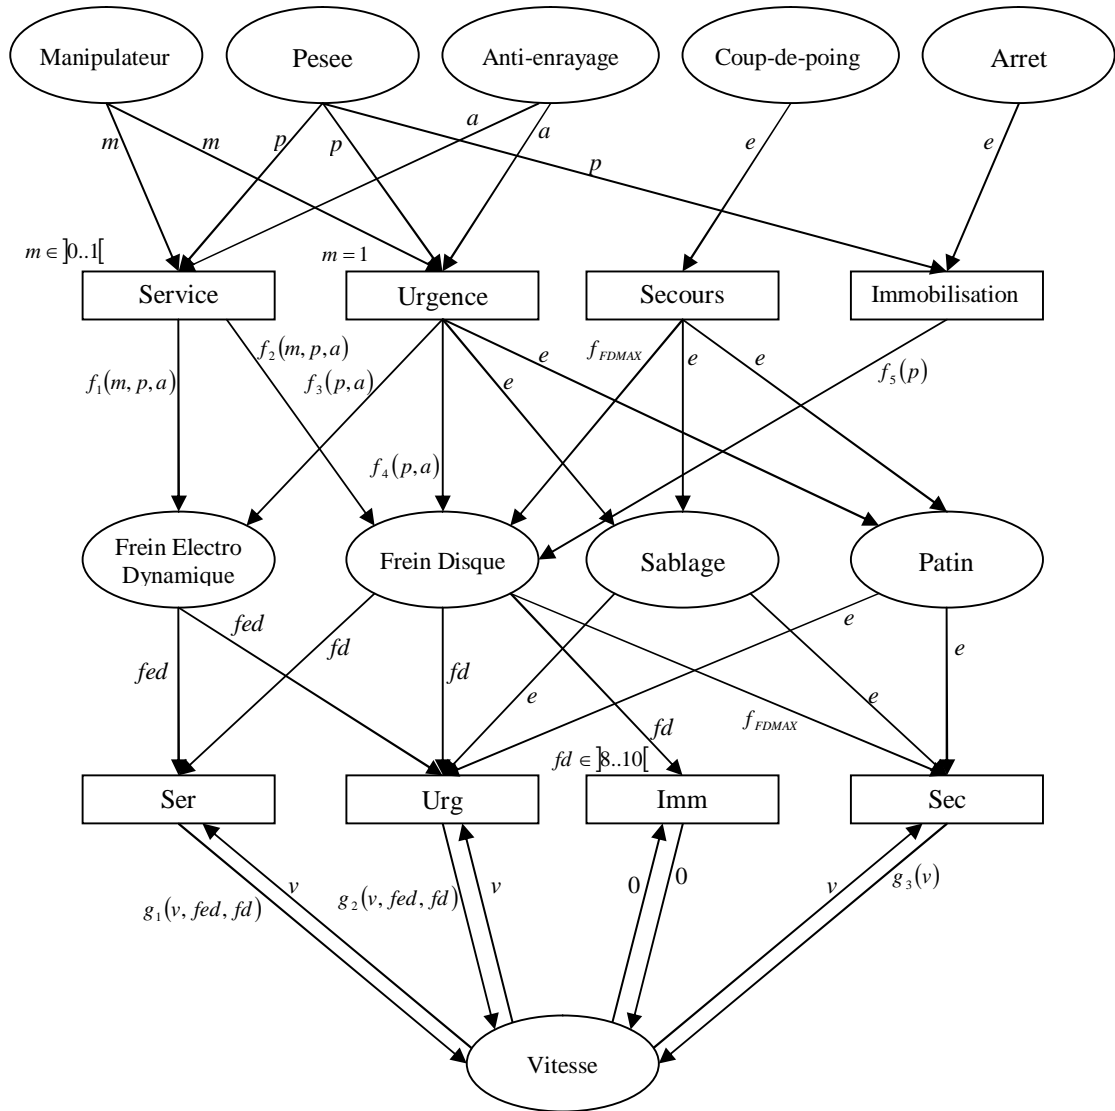 Manipulateur
Pesee
Anti-enrayage
Coup-de-poing
Arret
m
m
p
p
a
a
e
p
e
m ∈ ]0..1[
m = 1
Service
Urgence
Secours
Immobilisation
f₁(m, p, a)
f₂(m, p, a)
f₃(p, a)
f₄(p, a)
e
e
f_FDMAX
e
e
f₅(p)
Frein Electro
Dynamique
Frein Disque
Sablage
Patin
fed
fed
fd
fd
e
fd
f_FDMAX
e
e
e
fd ∈ ]8..10[
Ser
Urg
Imm
Sec
g₁(v, fed, fd)
v
g₂(v, fed, fd)
v
0
0
v
g₃(v)
Vitesse